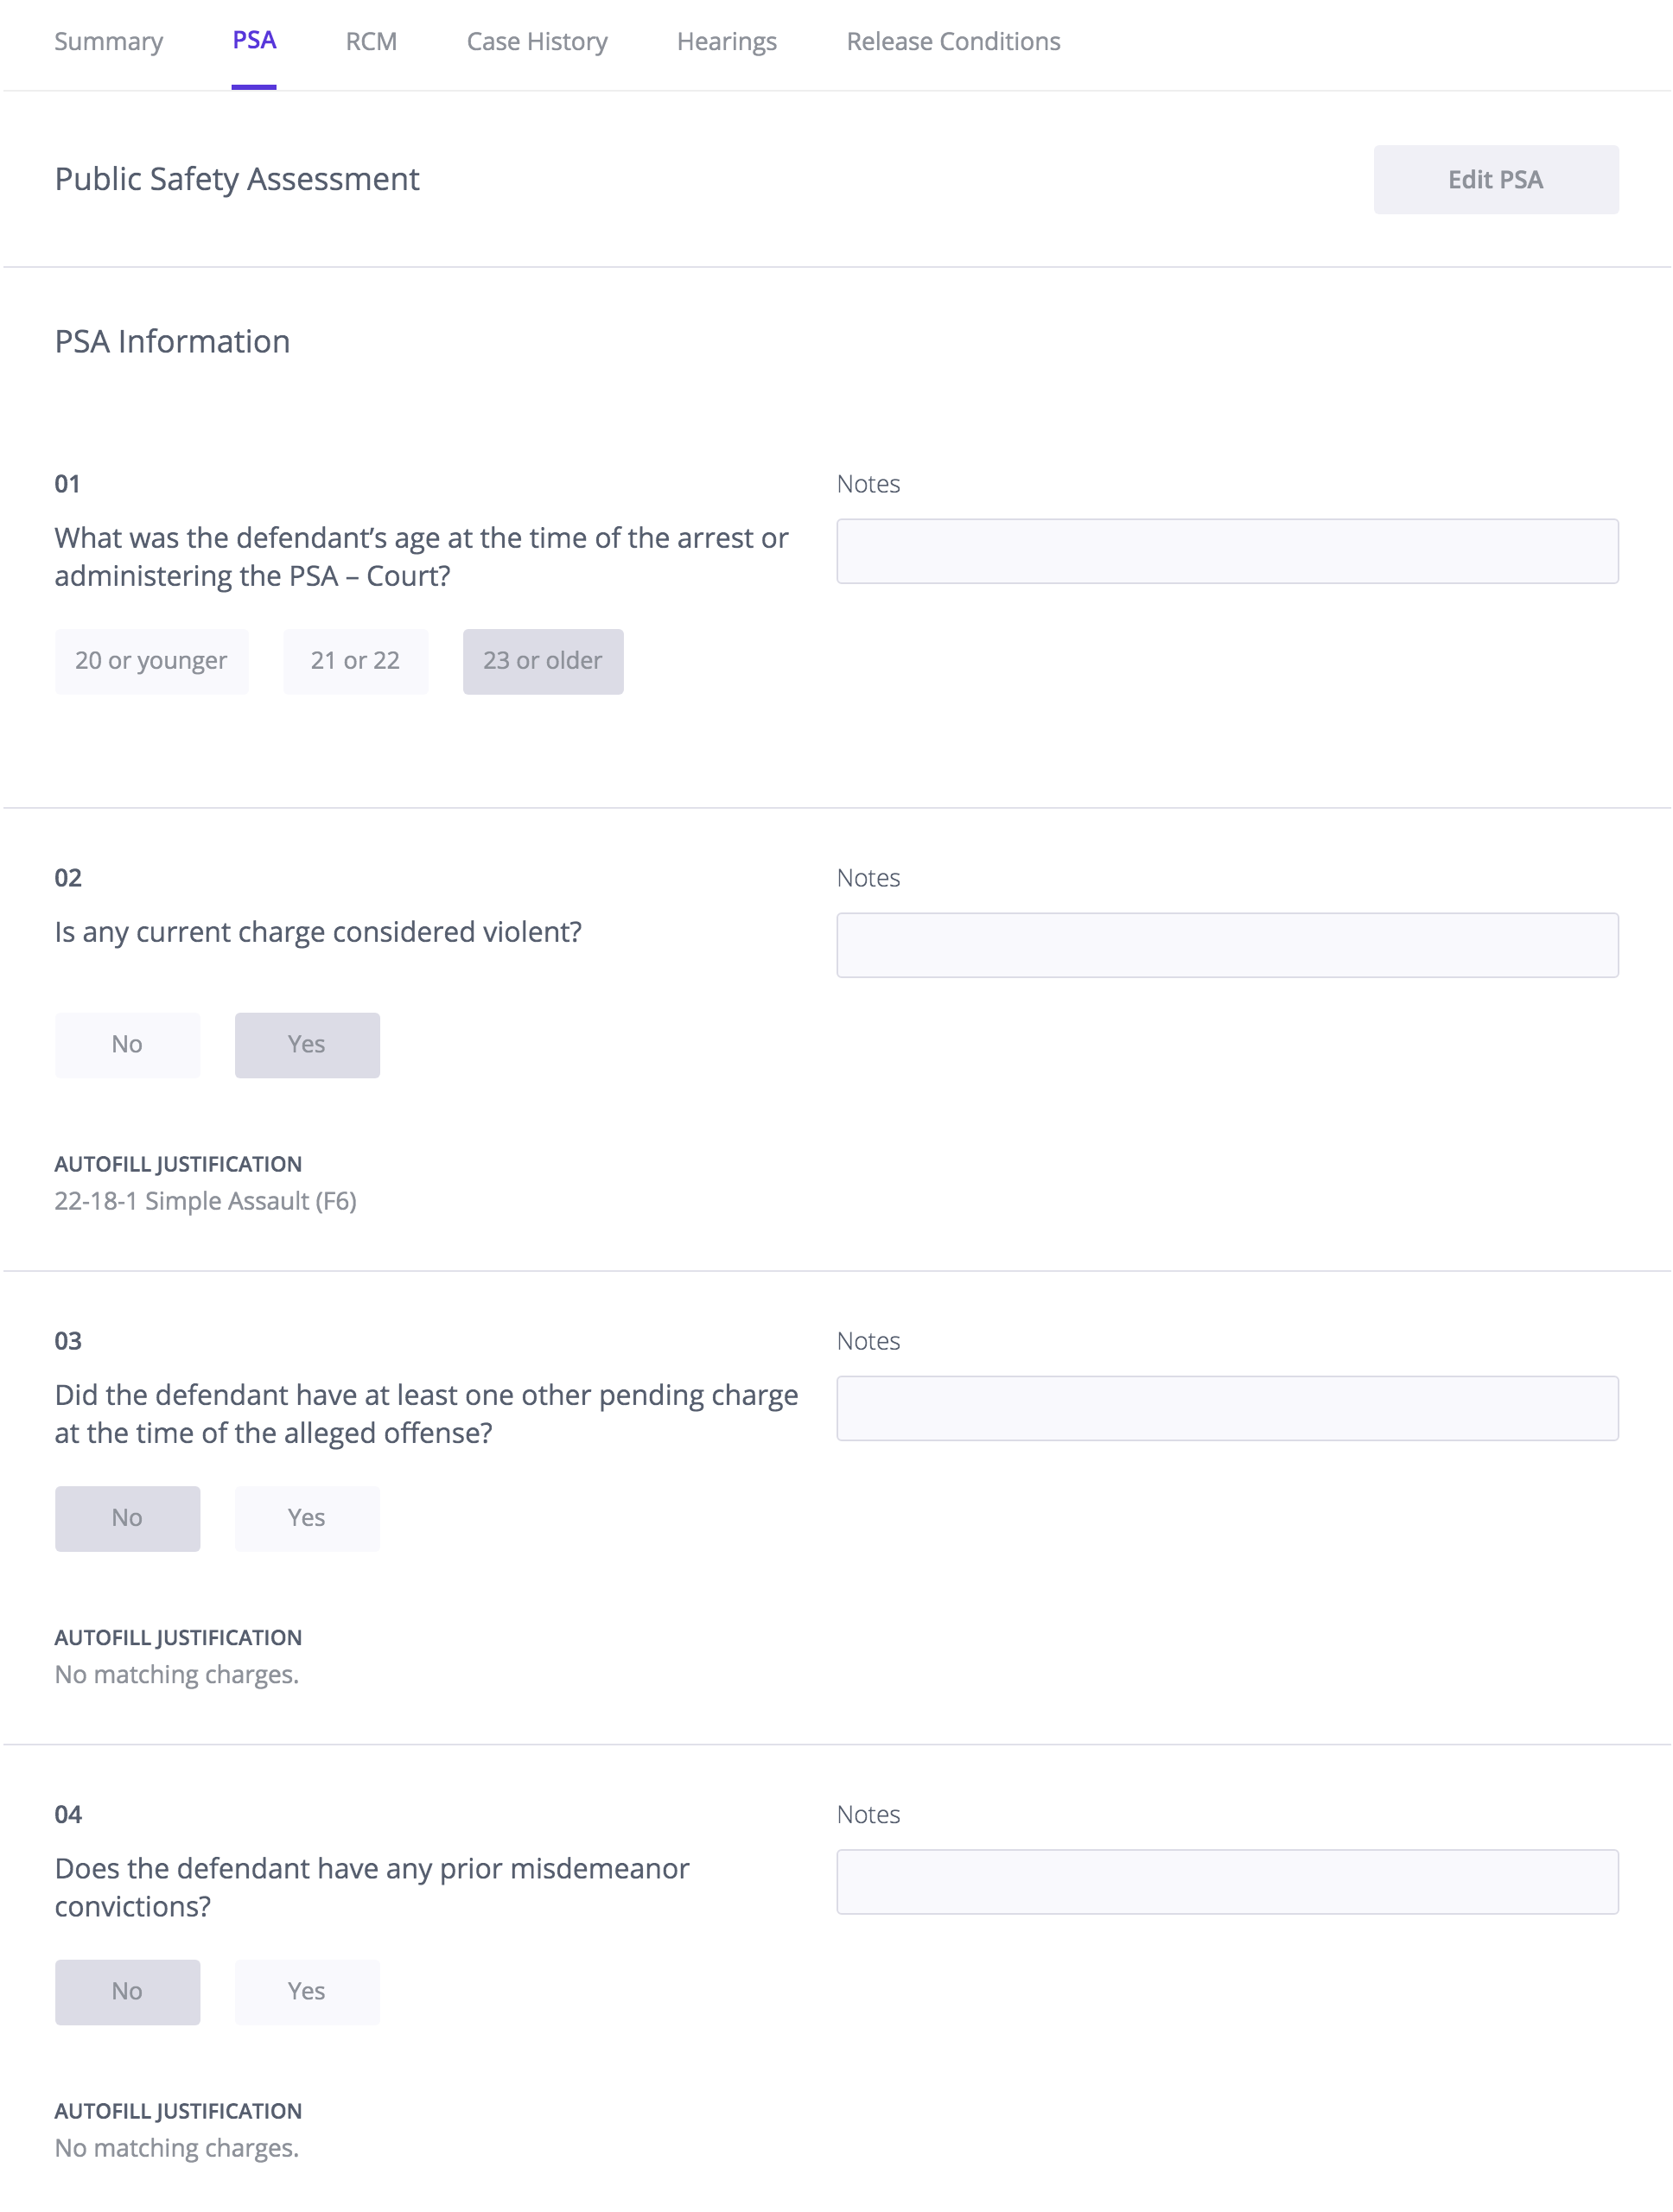 Summary PSA RCM Case History Hearings Release Conditions
Public Safety Assessment
Edit PSA
PSA Information
01
What was the defendant’s age at the time of the arrest or
administering the PSA – Court?
20 or younger 21 or 22 23 or older
Notes
02
Is any current charge considered violent?
No Yes
AUTOFILL JUSTIFICATION
22-18-1 Simple Assault (F6)
Notes
03
Did the defendant have at least one other pending charge
at the time of the alleged offense?
No Yes
AUTOFILL JUSTIFICATION
No matching charges.
Notes
04
Does the defendant have any prior misdemeanor
convictions?
No Yes
AUTOFILL JUSTIFICATION
No matching charges.
Notes